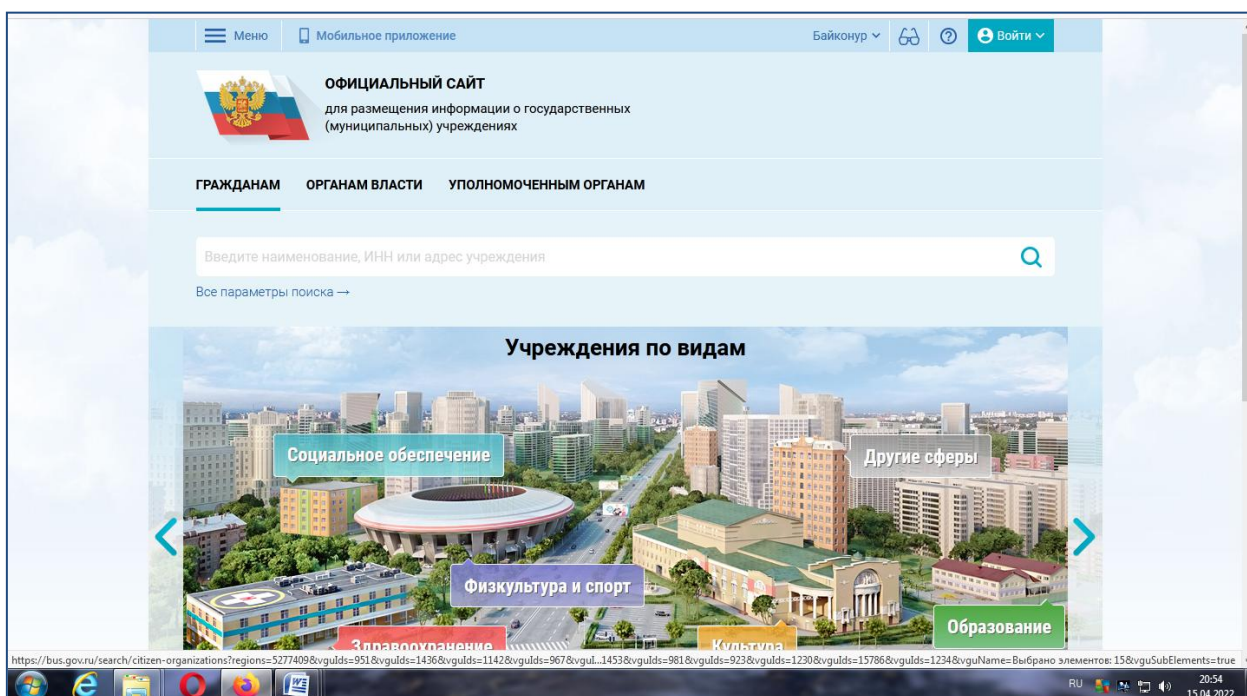 Меню
Мобильное приложение
Байконур
Войти
ОФИЦИАЛЬНЫЙ САЙТ
для размещения информации о государственных
(муниципальных) учреждениях
ГРАЖДАНАМ ОРГАНАМ ВЛАСТИ УПОЛНОМОЧЕННЫМ ОРГАНАМ
Введите наименование, ИНН или адрес учреждения
Все параметры поиска →
Учреждения по видам
Социальное обеспечение
Другие сферы
Физкультура и спорт
Образование
Здравоохранение
Культура
https://bus.gov.ru/search/citizen-organizations?regions=5277409&vguIds=951&vguIds=1436&vguIds=1142&vguIds=967&vguI...1453&vguIds=981&vguIds=923&vguIds=1230&vguIds=15786&vguIds=1234&vguName=Выбрано элементов: 15&vguSubElements=true
RU
20:54
15.04.2022